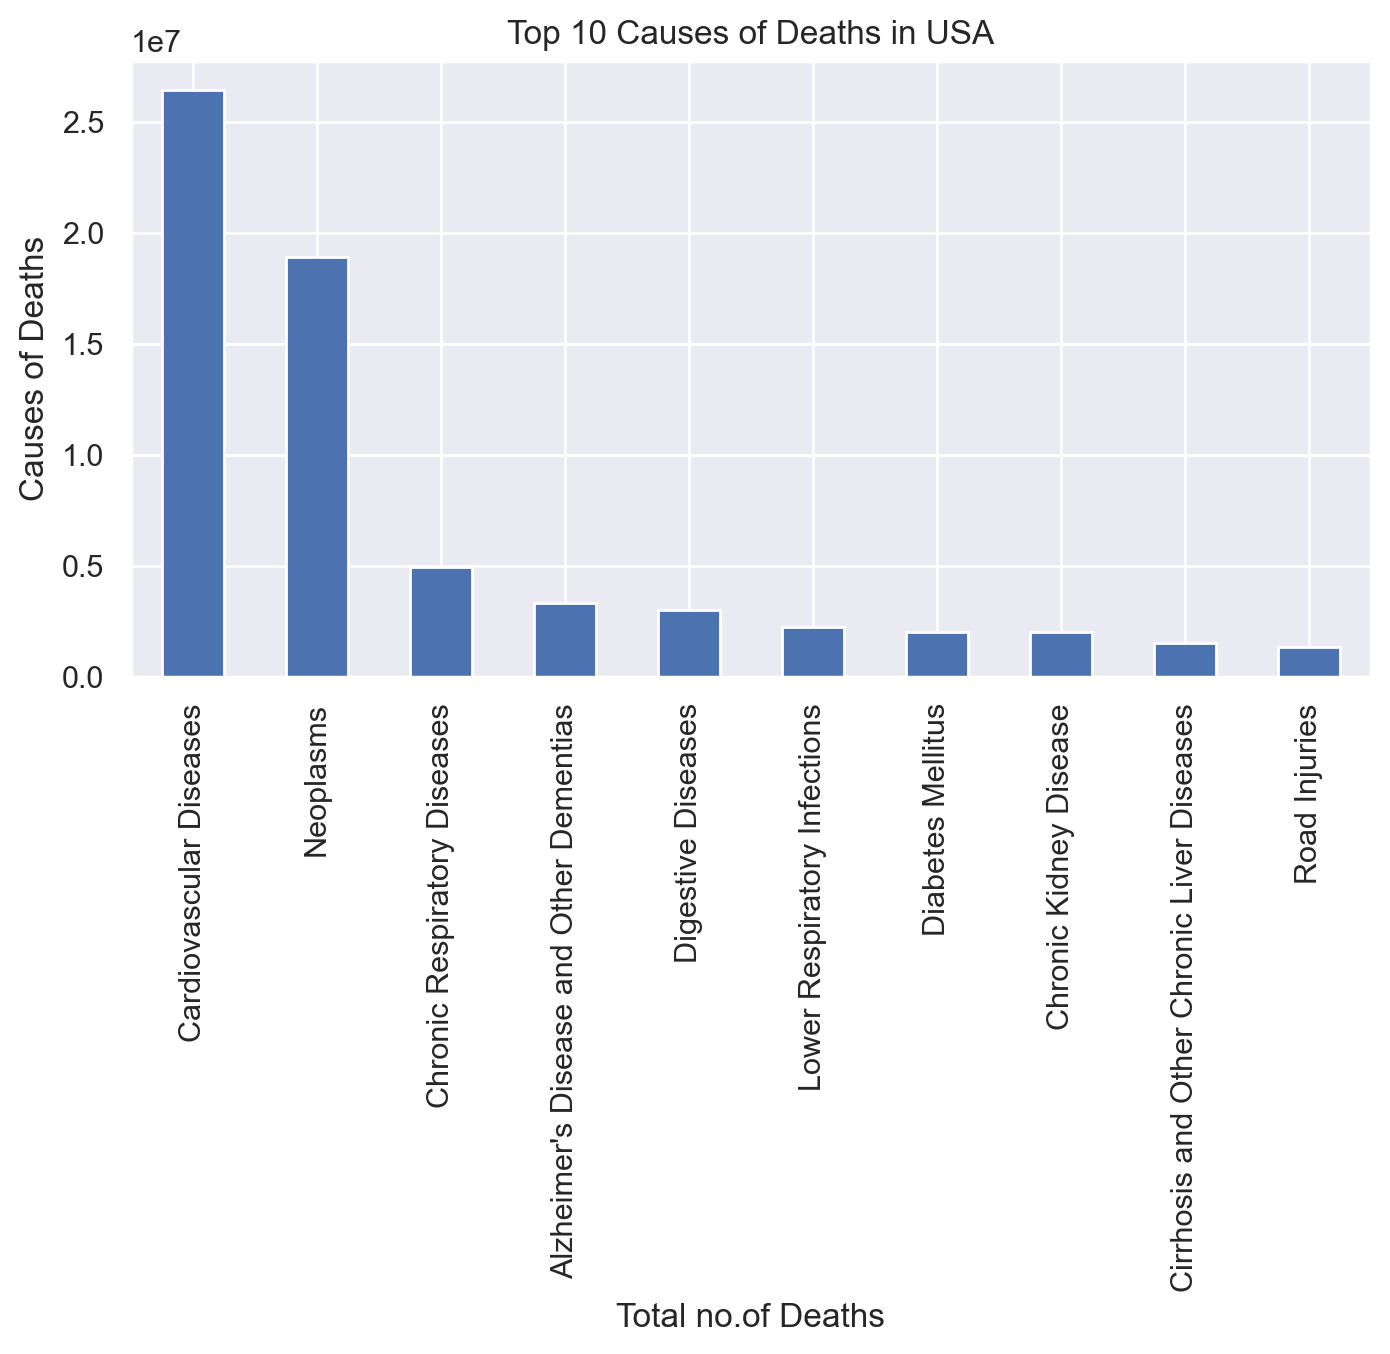 Top 10 Causes of Deaths in USA
1e7
2.5
2.0
1.5
1.0
0.5
0.0
Causes of Deaths
Cardiovascular Diseases
Neoplasms
Chronic Respiratory Diseases
Alzheimer's Disease and Other Dementias
Digestive Diseases
Lower Respiratory Infections
Diabetes Mellitus
Chronic Kidney Disease
Cirrhosis and Other Chronic Liver Diseases
Road Injuries
Total no.of Deaths